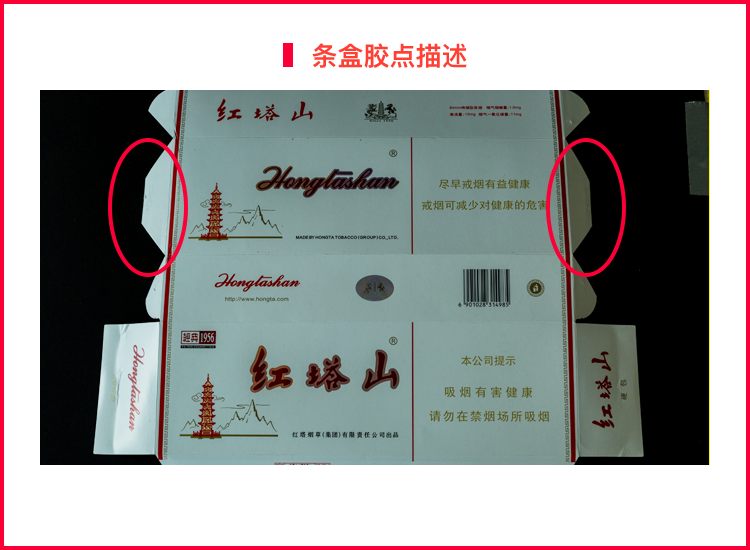 条盒胶点描述
红塔山
Hongtashan
®
MADE BY HONGTA TOBACCO (GROUP) CO.,LTD.
尽早戒烟有益健康
戒烟可减少对健康的危害
Hongtashan
http://www.hongta.com
6 901028 314985
经典 1956
红塔山
®
红塔烟草(集团)有限责任公司出品
本公司提示
吸烟有害健康
请勿在禁烟场所吸烟
Hongtashan
红塔山
硬包